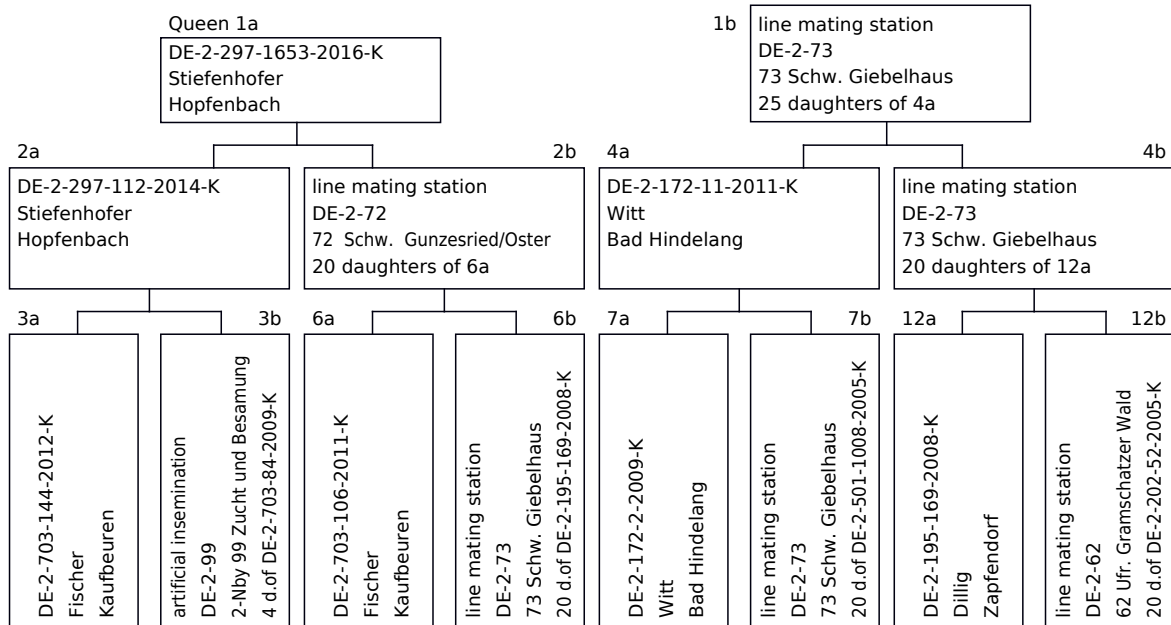 Queen 1a
DE-2-297-1653-2016-K
Stiefenhofer
Hopfenbach
1b
line mating station
DE-2-73
73 Schw. Giebelhaus
25 daughters of 4a
2a
DE-2-297-112-2014-K
Stiefenhofer
Hopfenbach
2b
line mating station
DE-2-72
72 Schw. Gunzesried/Oster
20 daughters of 6a
4a
DE-2-172-11-2011-K
Witt
Bad Hindelang
4b
line mating station
DE-2-73
73 Schw. Giebelhaus
20 daughters of 12a
3a
DE-2-703-144-2012-K
Fischer
Kaufbeuren
3b
artificial insemination
DE-2-99
2-Nby 99 Zucht und Besamung
4 d.of DE-2-703-84-2009-K
6a
DE-2-703-106-2011-K
Fischer
Kaufbeuren
6b
line mating station
DE-2-73
73 Schw. Giebelhaus
20 d.of DE-2-195-169-2008-K
7a
DE-2-172-2-2009-K
Witt
Bad Hindelang
7b
line mating station
DE-2-73
73 Schw. Giebelhaus
20 d.of DE-2-501-1008-2005-K
12a
DE-2-195-169-2008-K
Dillig
Zapfendorf
12b
line mating station
DE-2-62
62 Ufr. Gramschatzer Wald
20 d.of DE-2-202-52-2005-K